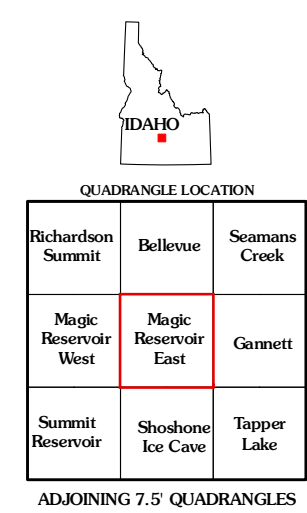 IDAHO
QUADRANGLE LOCATION
Richardson
Summit
Bellevue
Seamans
Creek
Magic
Reservoir
West
Magic
Reservoir
East
Gannett
Summit
Reservoir
Shoshone
Ice Cave
Tapper
Lake
ADJOINING 7.5' QUADRANGLES